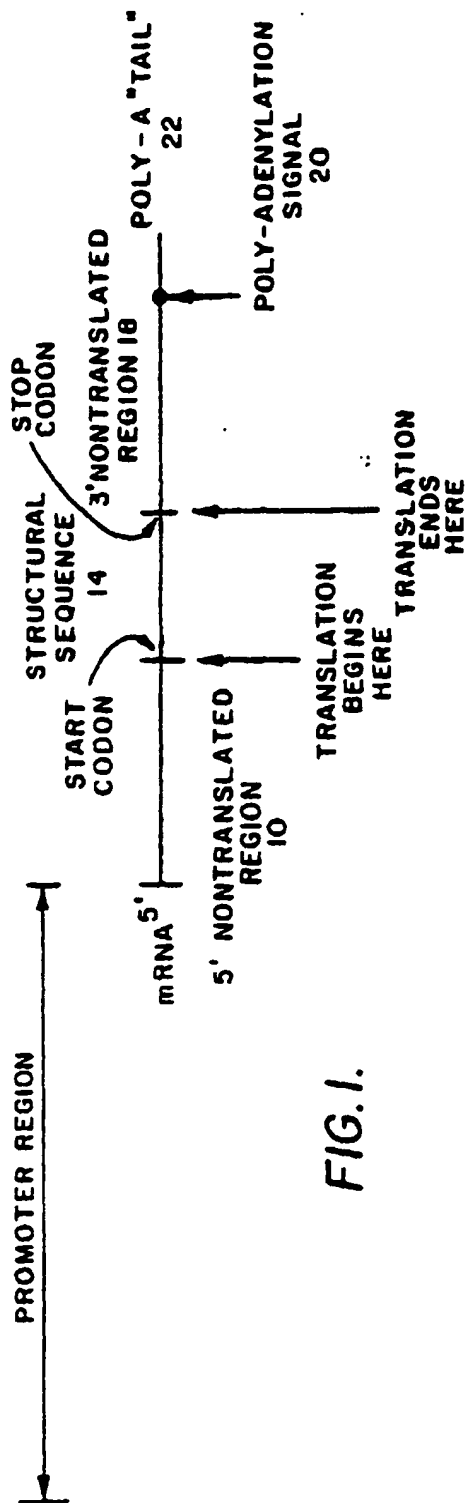 PROMOTER REGION
mRNA 5'
5' NONTRANSLATED
REGION
10
START
CODON
STRUCTURAL
SEQUENCE
14
STOP
CODON
3' NONTRANSLATED
REGION 18
POLY-A "TAIL"
22
TRANSLATION
BEGINS
HERE
TRANSLATION
ENDS
HERE
POLY-ADENYLATION
SIGNAL
20
FIG. 1.